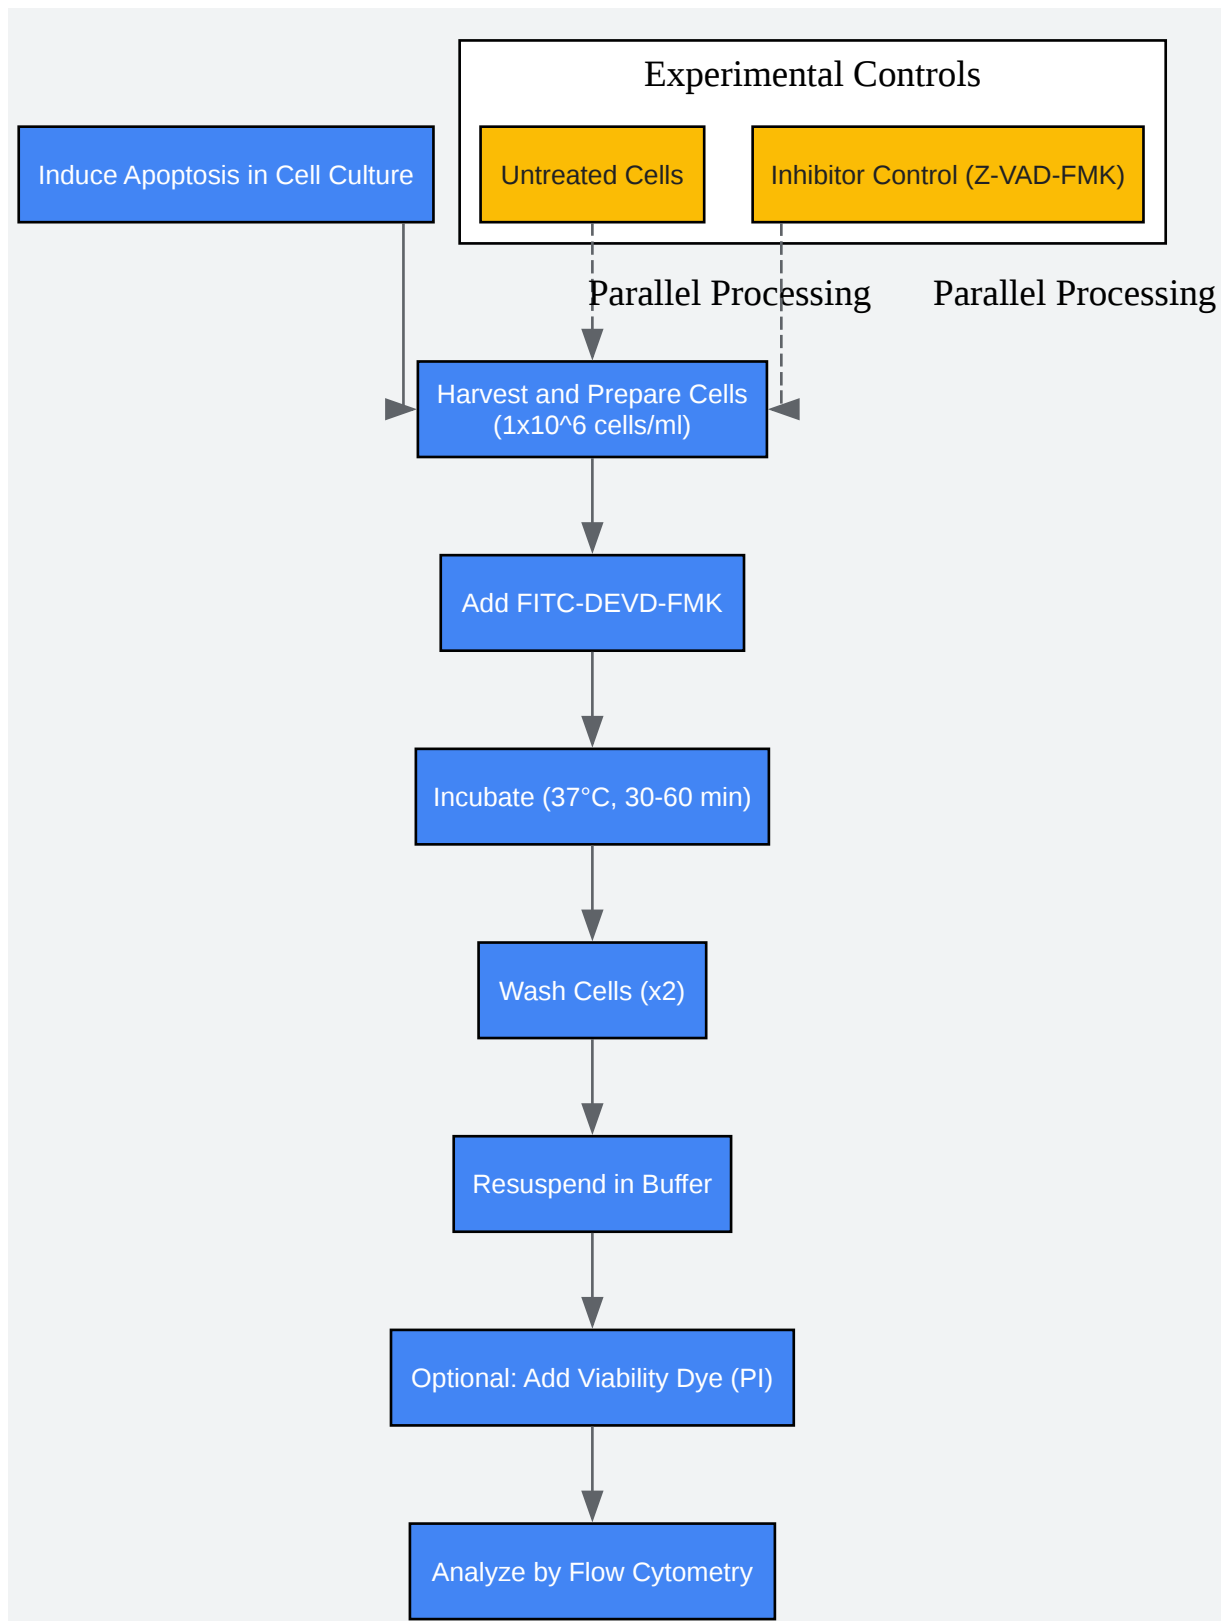 Experimental Controls
Induce Apoptosis in Cell Culture
Untreated Cells
Inhibitor Control (Z-VAD-FMK)
Parallel Processing
Parallel Processing
Harvest and Prepare Cells
(1x10^6 cells/ml)
Add FITC-DEVD-FMK
Incubate (37°C, 30-60 min)
Wash Cells (x2)
Resuspend in Buffer
Optional: Add Viability Dye (PI)
Analyze by Flow Cytometry